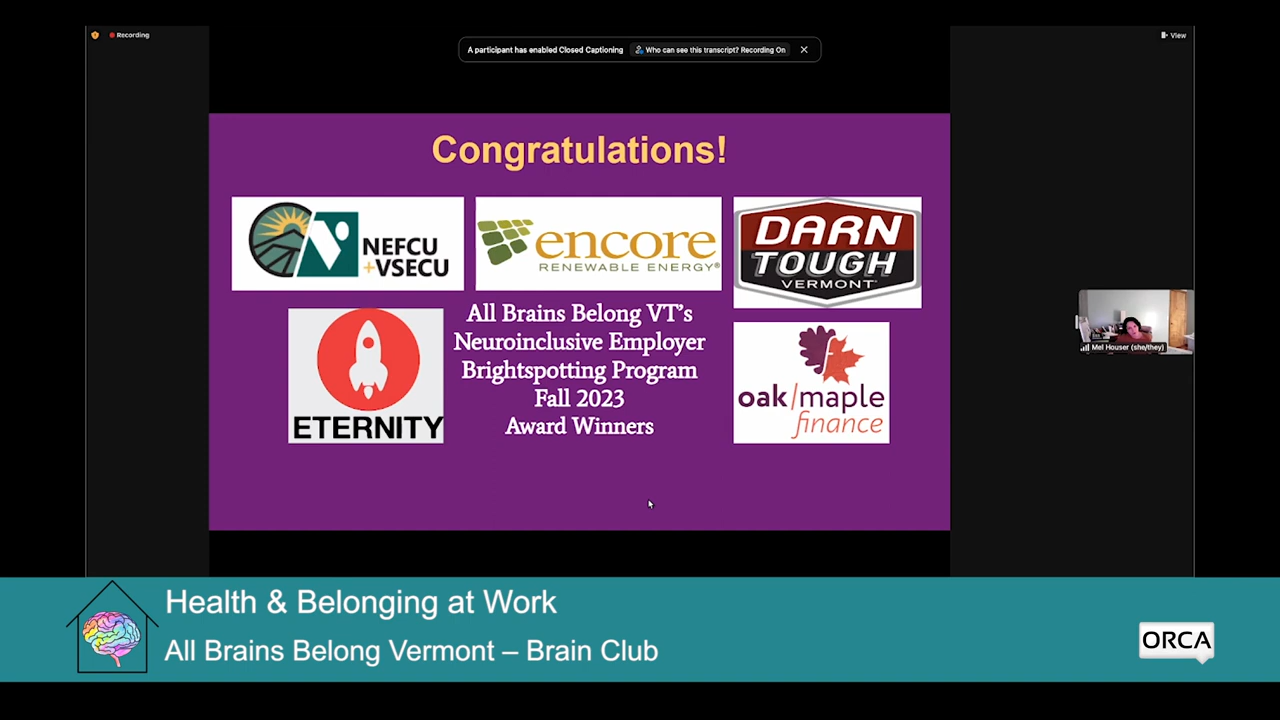 Recording
A participant has enabled Closed Captioning
Who can see this transcript? Recording On
View
Congratulations!
NEFCU
+VSECU
encore
RENEWABLE ENERGY®
DARN
TOUGH
VERMONT
ETERNITY
All Brains Belong VT's
Neuroinclusive Employer
Brightspotting Program
Fall 2023
Award Winners
oak/maple
finance
Mel Houser (she/they)
Health & Belonging at Work
All Brains Belong Vermont – Brain Club
ORCA